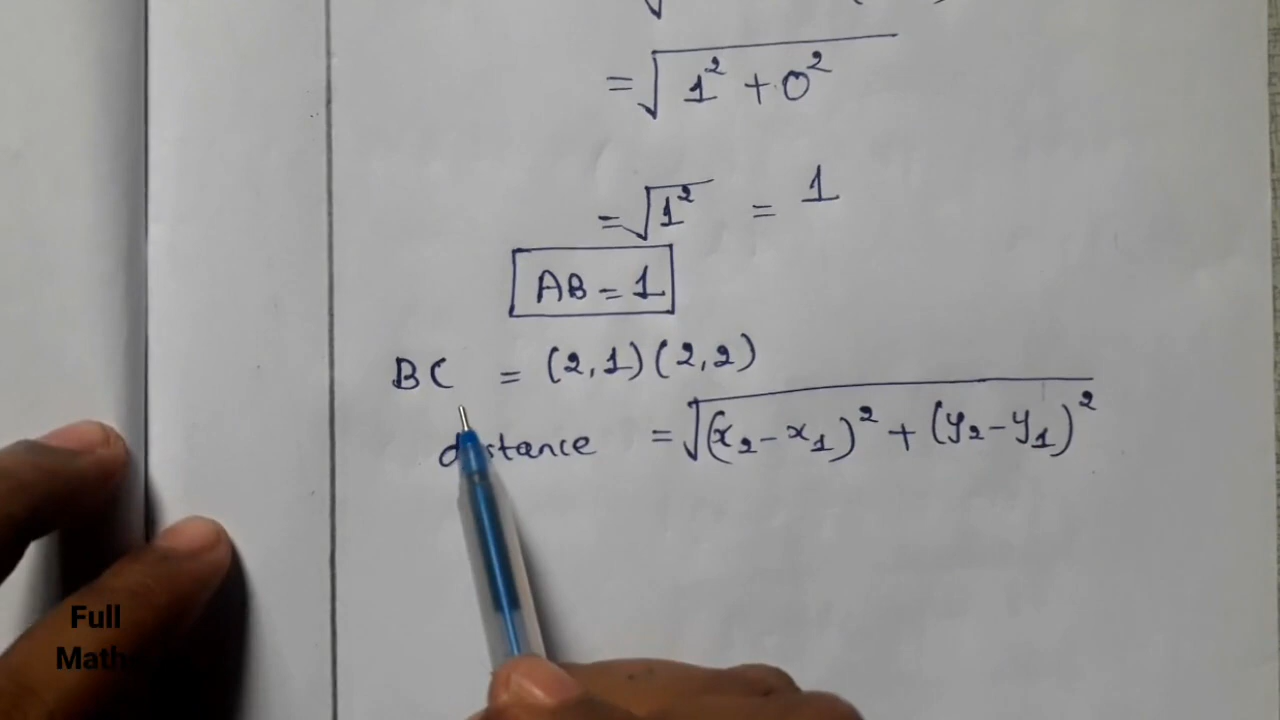 = √1² + 0²
= √1² = 1
AB = 1
BC = (2,1)(2,2)
distance = √(x₂ - x₁)² + (y₂ - y₁)²
Full
Math